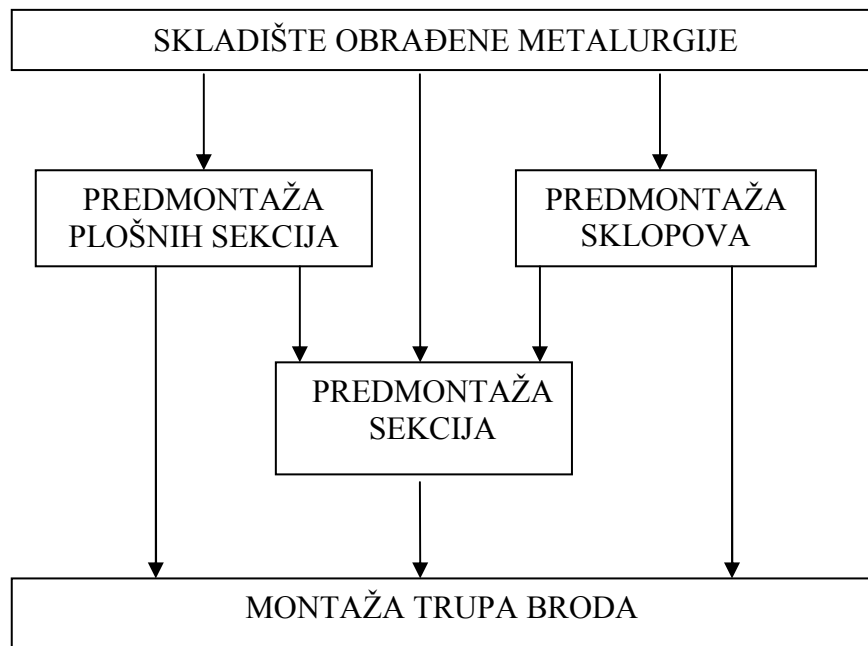 SKLADIŠTE OBRAĐENE METALURGIJE
PREDMONTAŽA
PLOŠNIH SEKCIJA
PREDMONTAŽA
SKLOPOVA
PREDMONTAŽA
SEKCIJA
MONTAŽA TRUPA BRODA